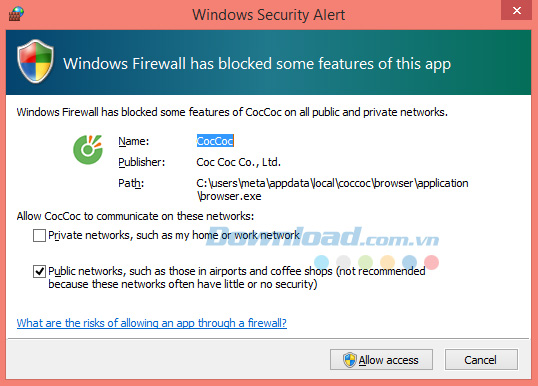 Windows Security Alert
Windows Firewall has blocked some features of this app
Windows Firewall has blocked some features of CocCoc on all public and private networks.
Name: CocCoc
Publisher: Coc Coc Co., Ltd.
Path: C:\users\meta\appdata\local\coccoc\browser\application
\browser.exe
Allow CocCoc to communicate on these networks:
Private networks, such as my home or work network
Download.com.vn
Public networks, such as those in airports and coffee shops (not recommended
because these networks often have little or no security)
What are the risks of allowing an app through a firewall?
Allow access Cancel